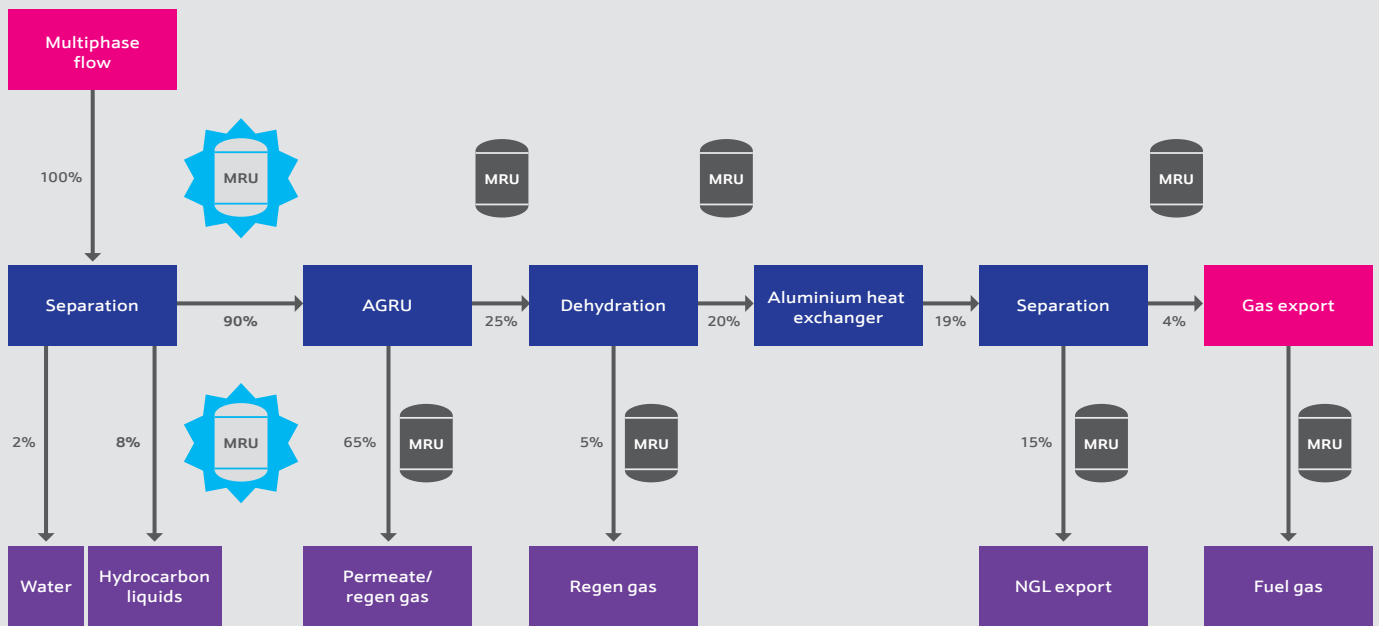 Multiphase
flow
100%
MRU
MRU
MRU
MRU
Separation
90%
AGRU
25%
Dehydration
20%
Aluminium heat
exchanger
19%
Separation
4%
Gas export
2%
8%
MRU
65%
MRU
5%
MRU
15%
MRU
MRU
Water
Hydrocarbon
liquids
Permeate/
regen gas
Regen gas
NGL export
Fuel gas